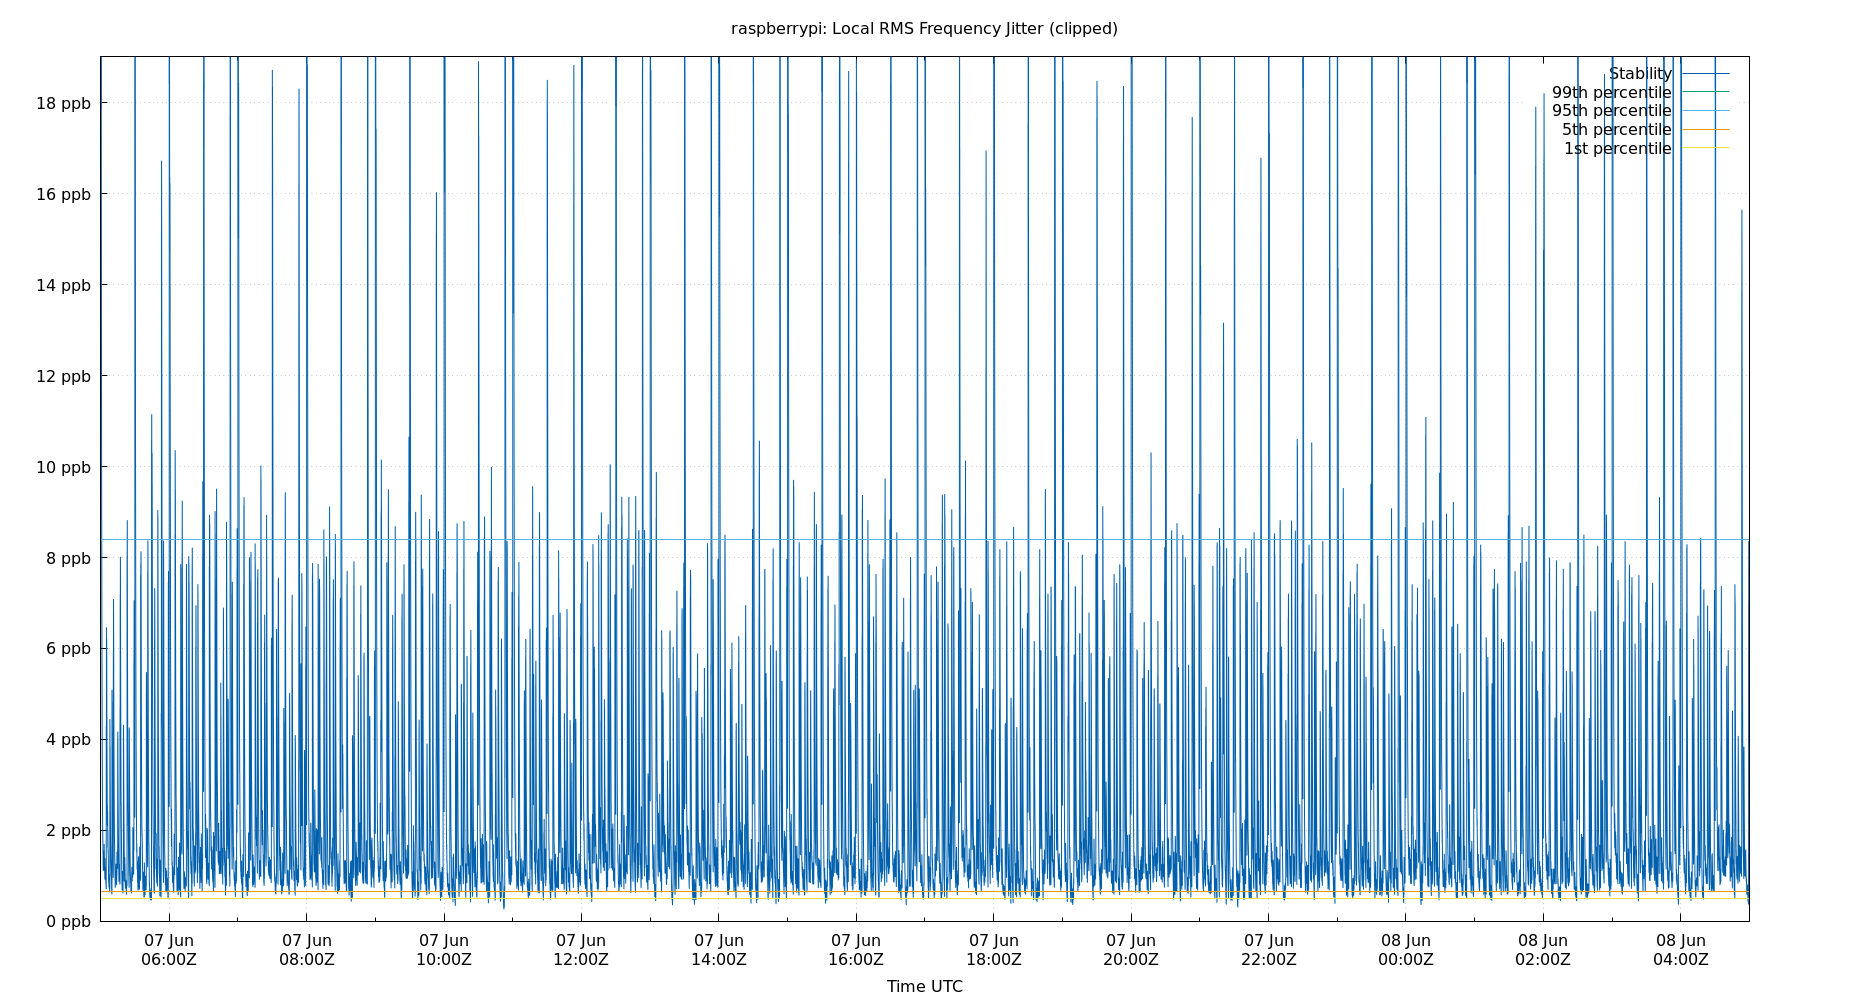 raspberrypi: Local RMS Frequency Jitter (clipped)
Stability
99th percentile
95th percentile
5th percentile
1st percentile
18 ppb
16 ppb
14 ppb
12 ppb
10 ppb
8 ppb
6 ppb
4 ppb
2 ppb
0 ppb
07 Jun 07 Jun 07 Jun 07 Jun 07 Jun 07 Jun 07 Jun 07 Jun 07 Jun 08 Jun 08 Jun 08 Jun
06:00Z 08:00Z 10:00Z 12:00Z 14:00Z 16:00Z 18:00Z 20:00Z 22:00Z 00:00Z 02:00Z 04:00Z
Time UTC